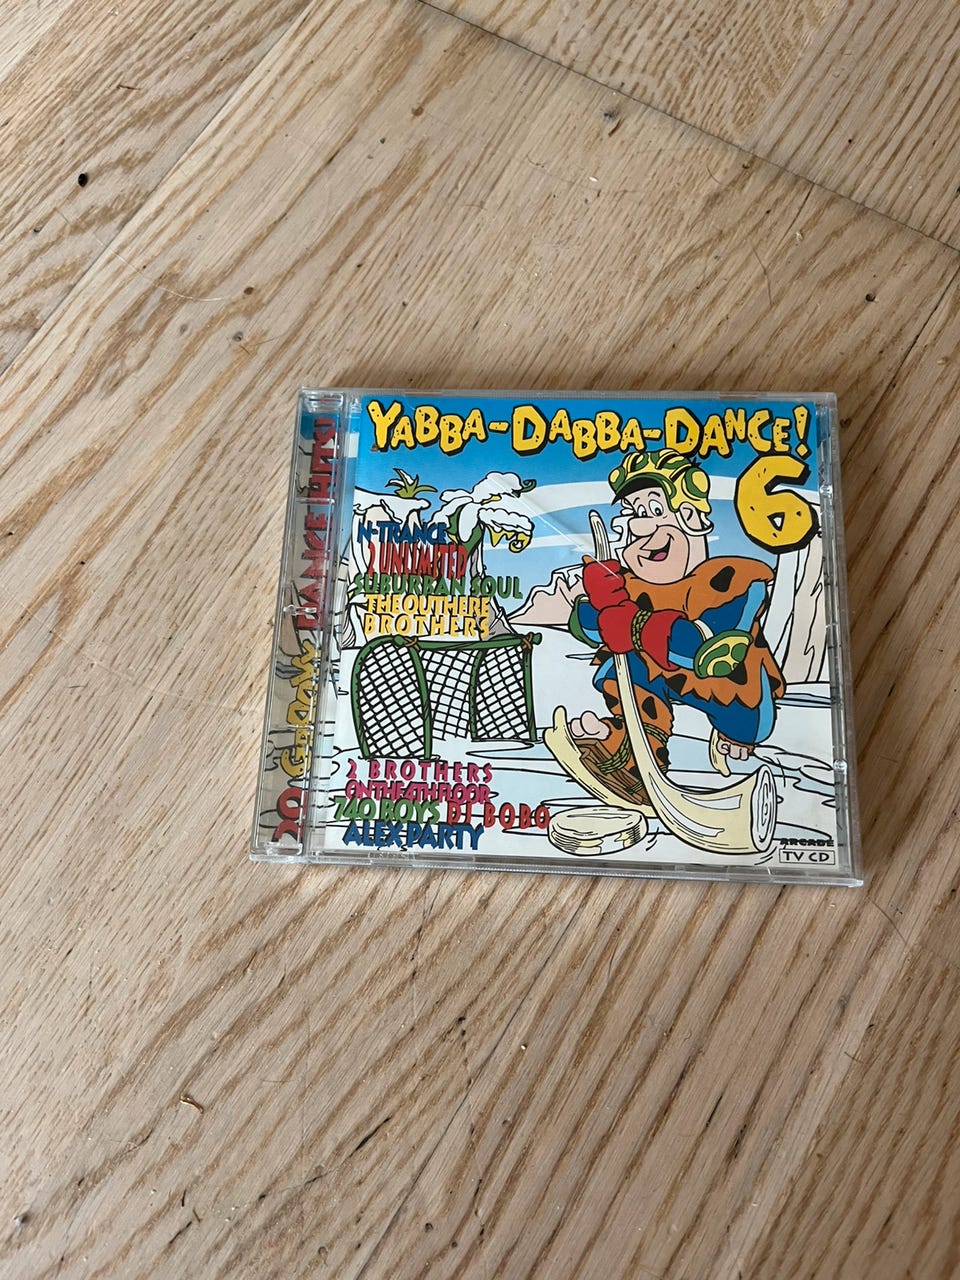 YABBA-DABBA-DANCE!
6
N-TRANCE
2 UNLIMITED
SUBURBAN SOUL
THE OUTHERE
BROTHERS
2 BROTHERS
ON THE 4TH FLOOR
740 BOYS DJ BOBO
ALEX PARTY
ARCADE
TV CD
20 GEROCKTE DANCE HITS!